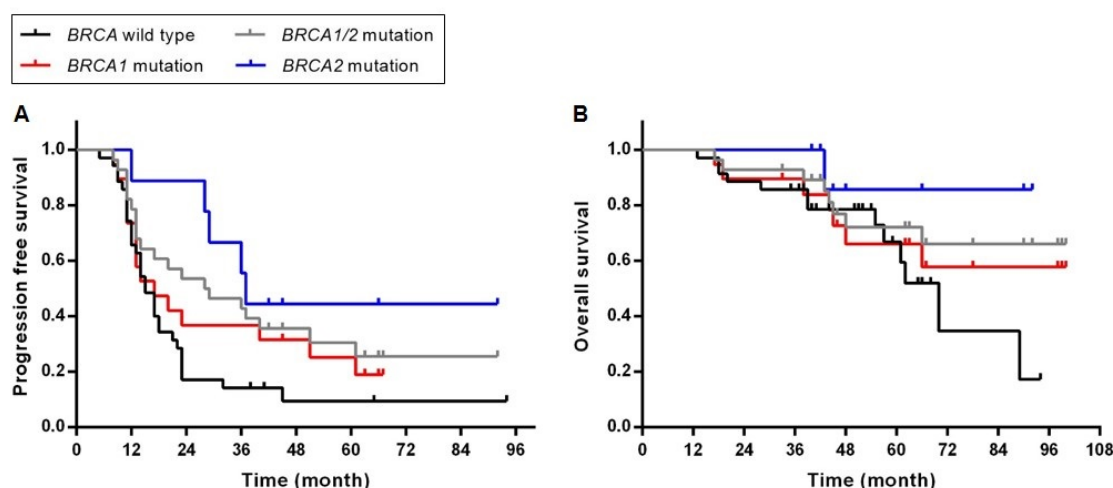 BRCA wild type BRCA1/2 mutation
BRCA1 mutation BRCA2 mutation
A
Progression free survival
1.0
0.8
0.6
0.4
0.2
0.0
0 12 24 36 48 60 72 84 96
Time (month)
B
Overall survival
1.0
0.8
0.6
0.4
0.2
0.0
0 12 24 36 48 60 72 84 96 108
Time (month)